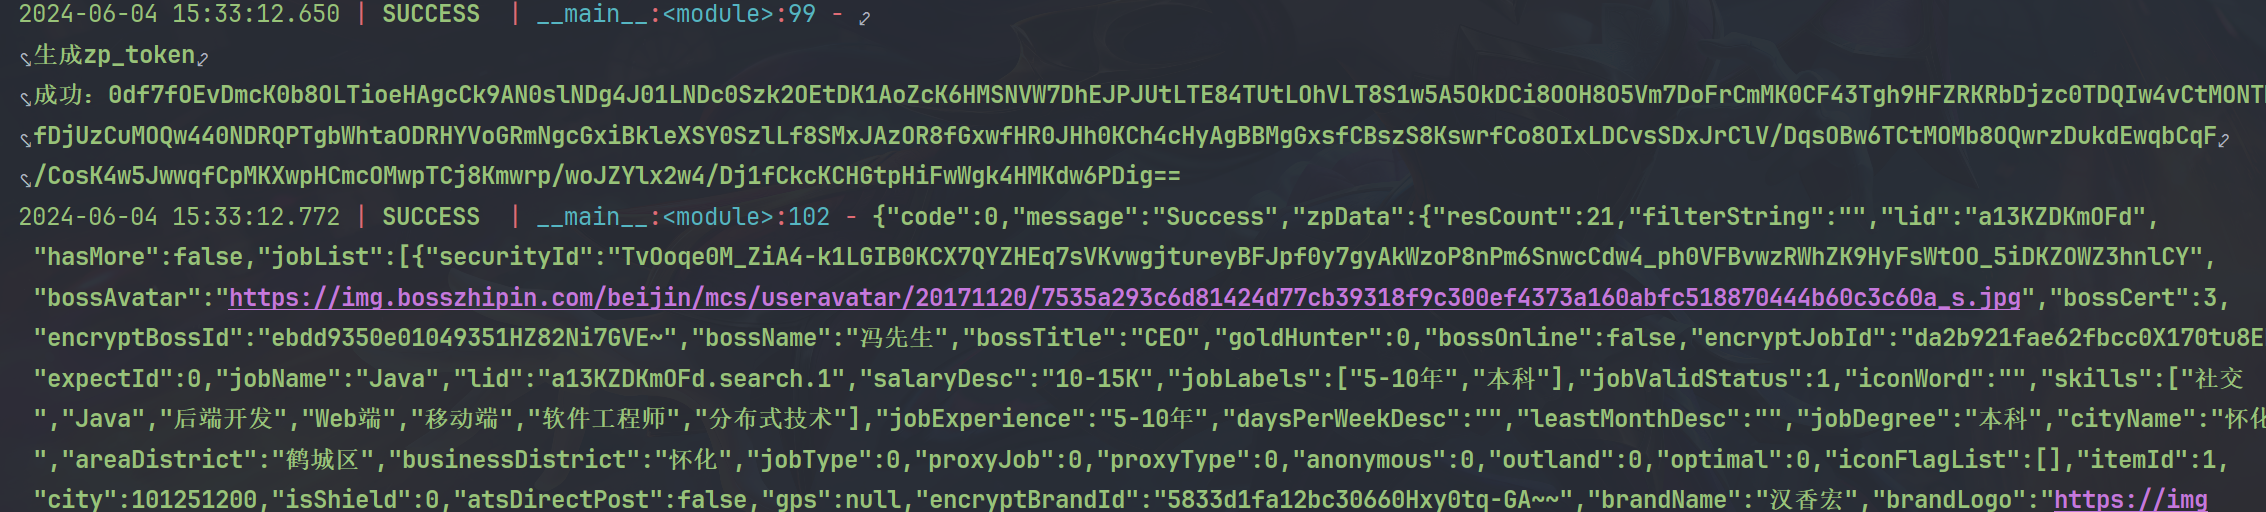 2024-06-04 15:33:12.650 | SUCCESS  | __main__:<module>:99 -
生成zp_token
成功：0df7fOEvDmcK0b8OLTioeHAgcCk9AN0slNDg4J01LNDc0Szk2OEtDK1AoZcK6HMSNVW7DhEJPJUtLTE84TUtLOhVLT8S1w5A5OkDCi8OOH8O5Vm7DoFrCmMK0CF43Tgh9HFZRKRbDjzc0TDQIw4vCtMONT
fDjUzCuMOQw440NDRQPTgbWhtaODRHYVoGRmNgcGxiBkleXSY0SzlLf8SMxJAzOR8fGxwfHR0JHh0KCh4cHyAgBBMgGxsfCBszS8KswrfCo8OIxLDCvsSDxJrClV/DqsOBw6TCtMOMb8OQwrzDukdEwqbCqF
/CosK4w5JwwqfCpMKXwpHCmcOMwpTCj8Kmwrp/woJZYlx2w4/Dj1fCkcKCHGtpHiFwWgk4HMKdw6PDig==
2024-06-04 15:33:12.772 | SUCCESS  | __main__:<module>:102 - {"code":0,"message":"Success","zpData":{"resCount":21,"filterString":"","lid":"a13KZDKmOFd",
"hasMore":false,"jobList":[{"securityId":"TvOoqe0M_ZiA4-k1LGIB0KCX7QYZHEq7sVKvwgjtureyBFJpf0y7gyAkWzoP8nPm6SnwcCdw4_ph0VFBvwzRWhZK9HyFsWtOO_5iDKZOWZ3hnlCY",
"bossAvatar":"https://img.bosszhipin.com/beijin/mcs/useravatar/20171120/7535a293c6d81424d77cb39318f9c300ef4373a160abfc518870444b60c3c60a_s.jpg","bossCert":3,
"encryptBossId":"ebdd9350e01049351HZ82Ni7GVE~","bossName":"冯先生","bossTitle":"CEO","goldHunter":0,"bossOnline":false,"encryptJobId":"da2b921fae62fbcc0X170tu8E
"expectId":0,"jobName":"Java","lid":"a13KZDKmOFd.search.1","salaryDesc":"10-15K","jobLabels":["5-10年","本科"],"jobValidStatus":1,"iconWord":"","skills":["社交
","Java","后端开发","Web端","移动端","软件工程师","分布式技术"],"jobExperience":"5-10年","daysPerWeekDesc":"","leastMonthDesc":"","jobDegree":"本科","cityName":"怀化
","areaDistrict":"鹤城区","businessDistrict":"怀化","jobType":0,"proxyJob":0,"proxyType":0,"anonymous":0,"outland":0,"optimal":0,"iconFlagList":[],"itemId":1,
"city":101251200,"isShield":0,"atsDirectPost":false,"gps":null,"encryptBrandId":"5833d1fa12bc30660Hxy0tq-GA~~","brandName":"汉香宏","brandLogo":"https://img